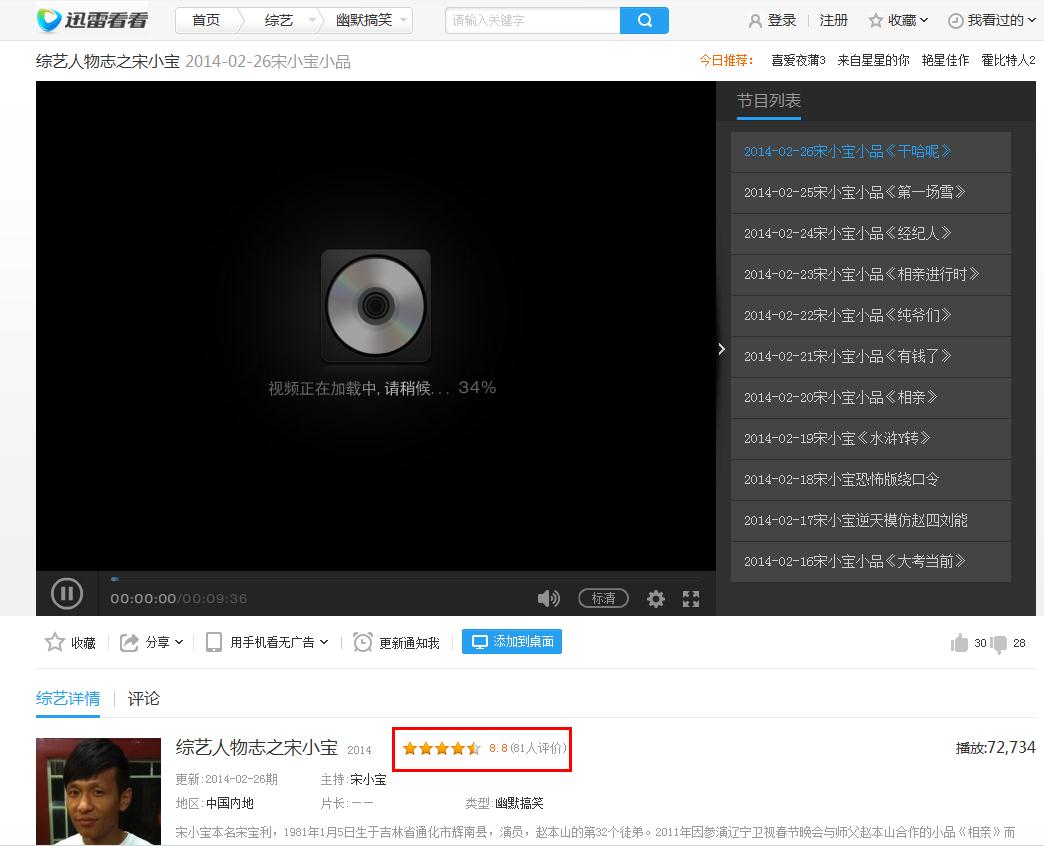 迅雷看看 首页 综艺 幽默搞笑 请输入关键字 登录 注册 收藏 我看过的
综艺人物志之宋小宝 2014-02-26宋小宝小品 今日推荐： 喜爱夜蒲3 来自星星的你 艳星佳作 霍比特人2
节目列表
2014-02-26宋小宝小品《干哈呢》
2014-02-25宋小宝小品《第一场雪》
2014-02-24宋小宝小品《经纪人》
2014-02-23宋小宝小品《相亲进行时》
2014-02-22宋小宝小品《纯爷们》
2014-02-21宋小宝小品《有钱了》
2014-02-20宋小宝小品《相亲》
2014-02-19宋小宝《水浒Y转》
2014-02-18宋小宝恐怖版绕口令
2014-02-17宋小宝逆天模仿赵四刘能
2014-02-16宋小宝小品《大考当前》
视频正在加载中,请稍候... 34%
00:00:00/00:09:36 标清
收藏 分享 用手机看无广告 更新通知我 添加到桌面 30 28
综艺详情 评论
综艺人物志之宋小宝 2014 8.8(81人评价) 播放:72,734
更新:2014-02-26期 主持:宋小宝
地区:中国内地 片长:－－ 类型:幽默搞笑
宋小宝本名宋宝利，1981年1月5日生于吉林省通化市辉南县，演员，赵本山的第32个徒弟。2011年因参演辽宁卫视春节晚会与师父赵本山合作的小品《相亲》而